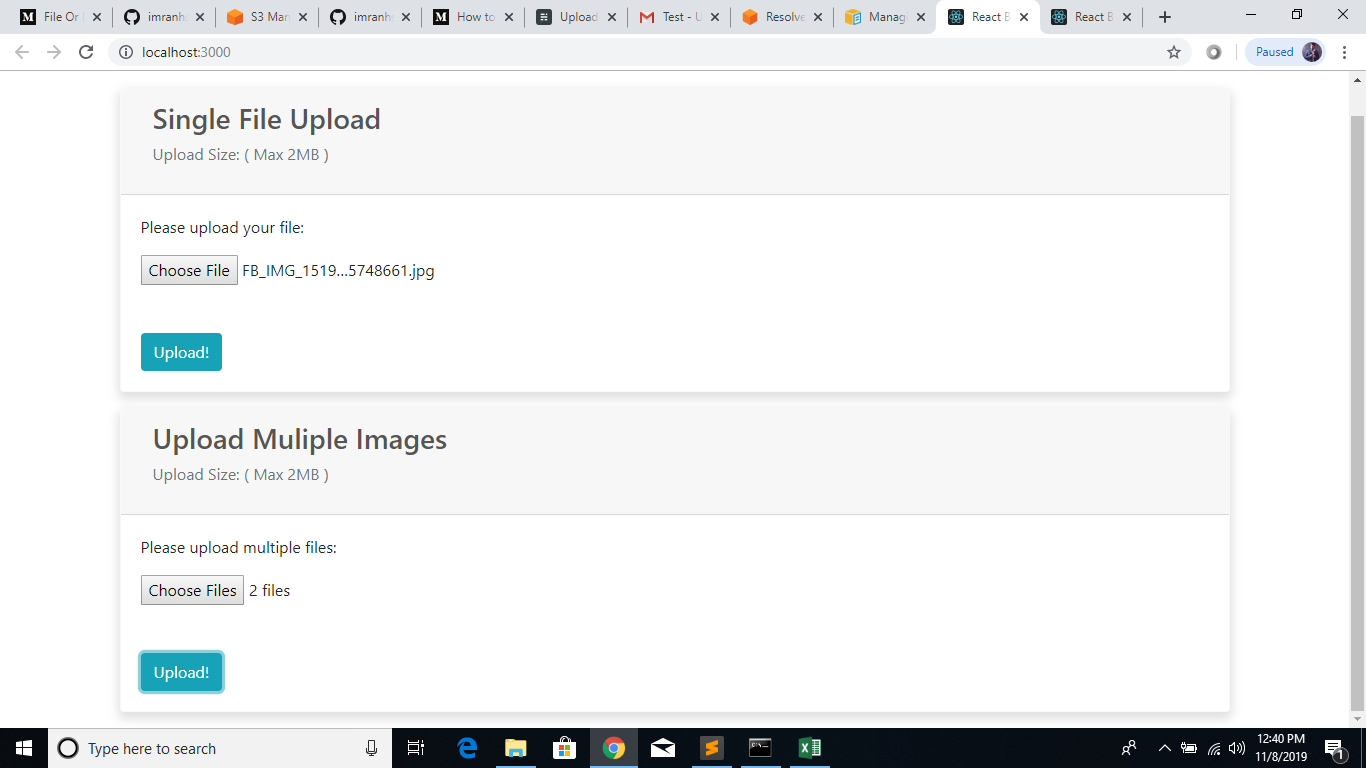 File Or
imranh
S3 Man
imranh
How to
Upload
Test - U
Resolve
Manag
React B
React B
localhost:3000
Paused
Single File Upload
Upload Size: ( Max 2MB )
Please upload your file:
Choose File FB_IMG_1519...5748661.jpg
Upload!
Upload Muliple Images
Upload Size: ( Max 2MB )
Please upload multiple files:
Choose Files 2 files
Upload!
Type here to search
12:40 PM
11/8/2019
1